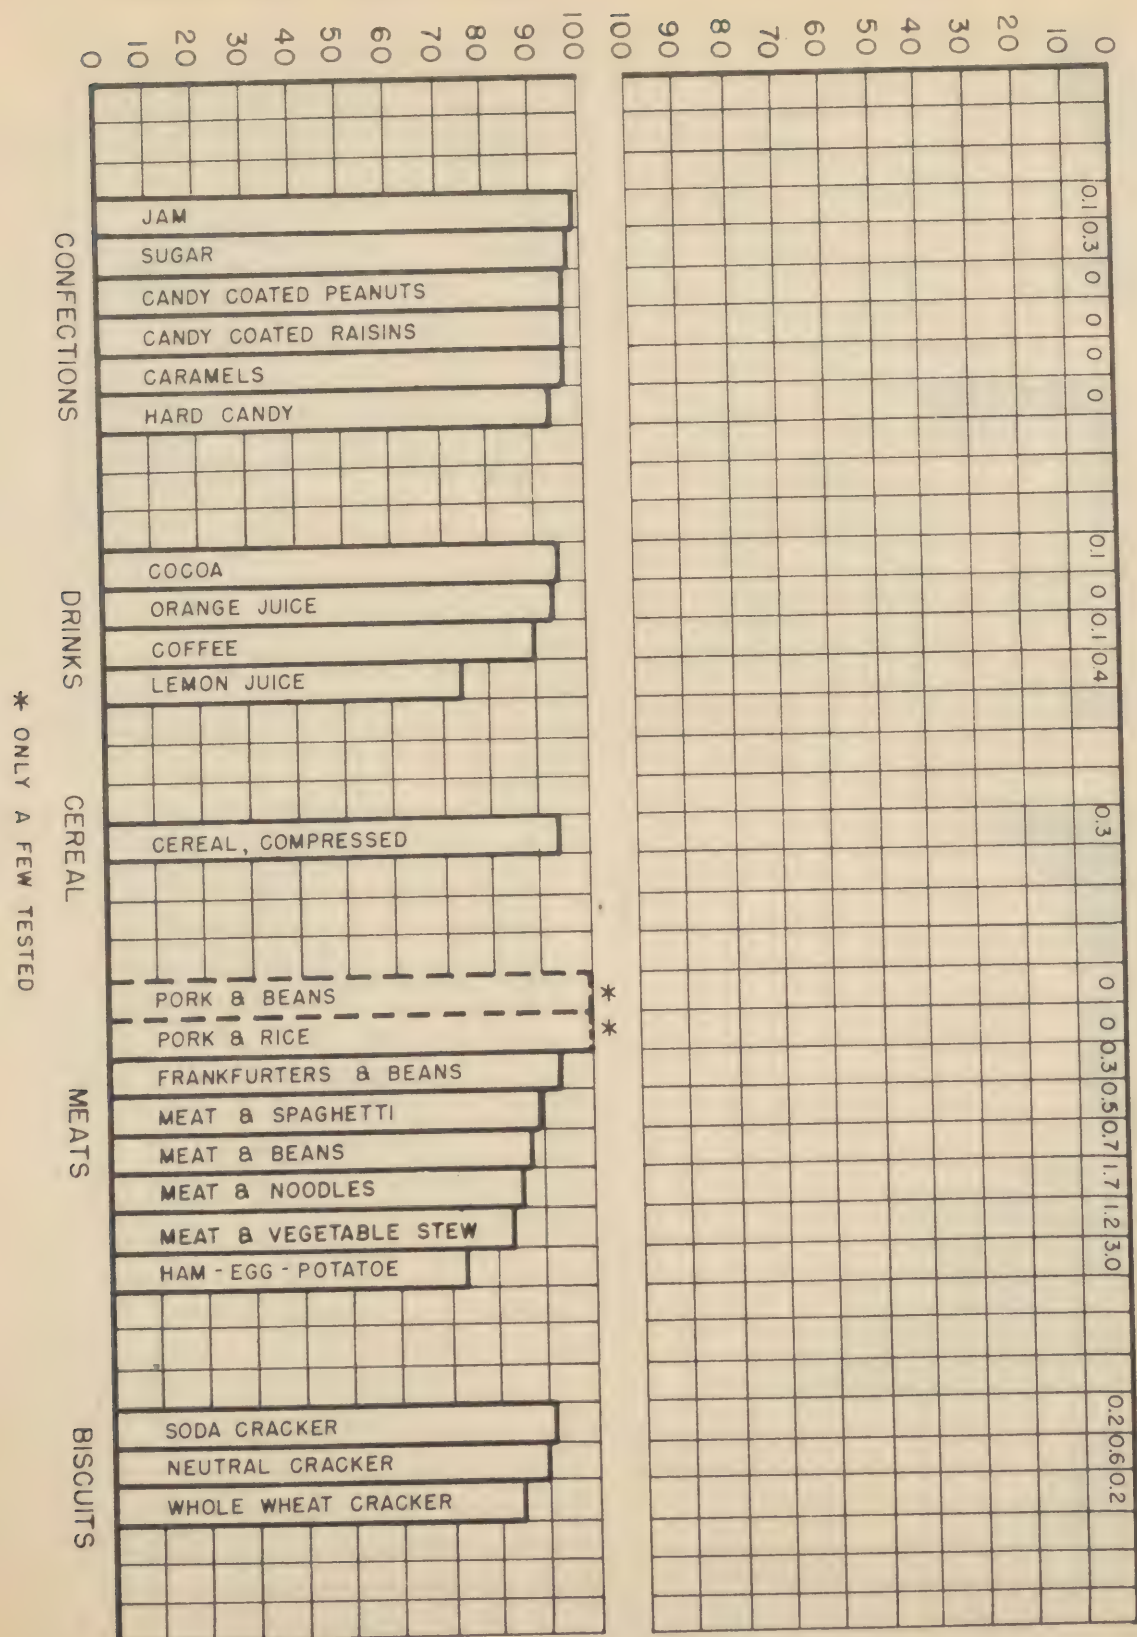 0 10 20 30 40 50 60 70 80 90 100
100 90 80 70 60 50 40 30 20 10 0
CONFECTIONS
JAM 0.1
SUGAR 0.3
CANDY COATED PEANUTS 0
CANDY COATED RAISINS 0
CARAMELS 0
HARD CANDY 0
DRINKS
COCOA 0.1
ORANGE JUICE 0
COFFEE 0.1
LEMON JUICE 0.4
CEREAL
CEREAL, COMPRESSED 0.3
MEATS
PORK & BEANS * 0
PORK & RICE * 0
FRANKFURTERS & BEANS 0.3
MEAT & SPAGHETTI 0.5
MEAT & BEANS 0.7
MEAT & NOODLES 1.7
MEAT & VEGETABLE STEW 1.2
HAM - EGG - POTATOE 3.0
BISCUITS
SODA CRACKER 0.2
NEUTRAL CRACKER 0.6
WHOLE WHEAT CRACKER 0.2
* ONLY A FEW TESTED